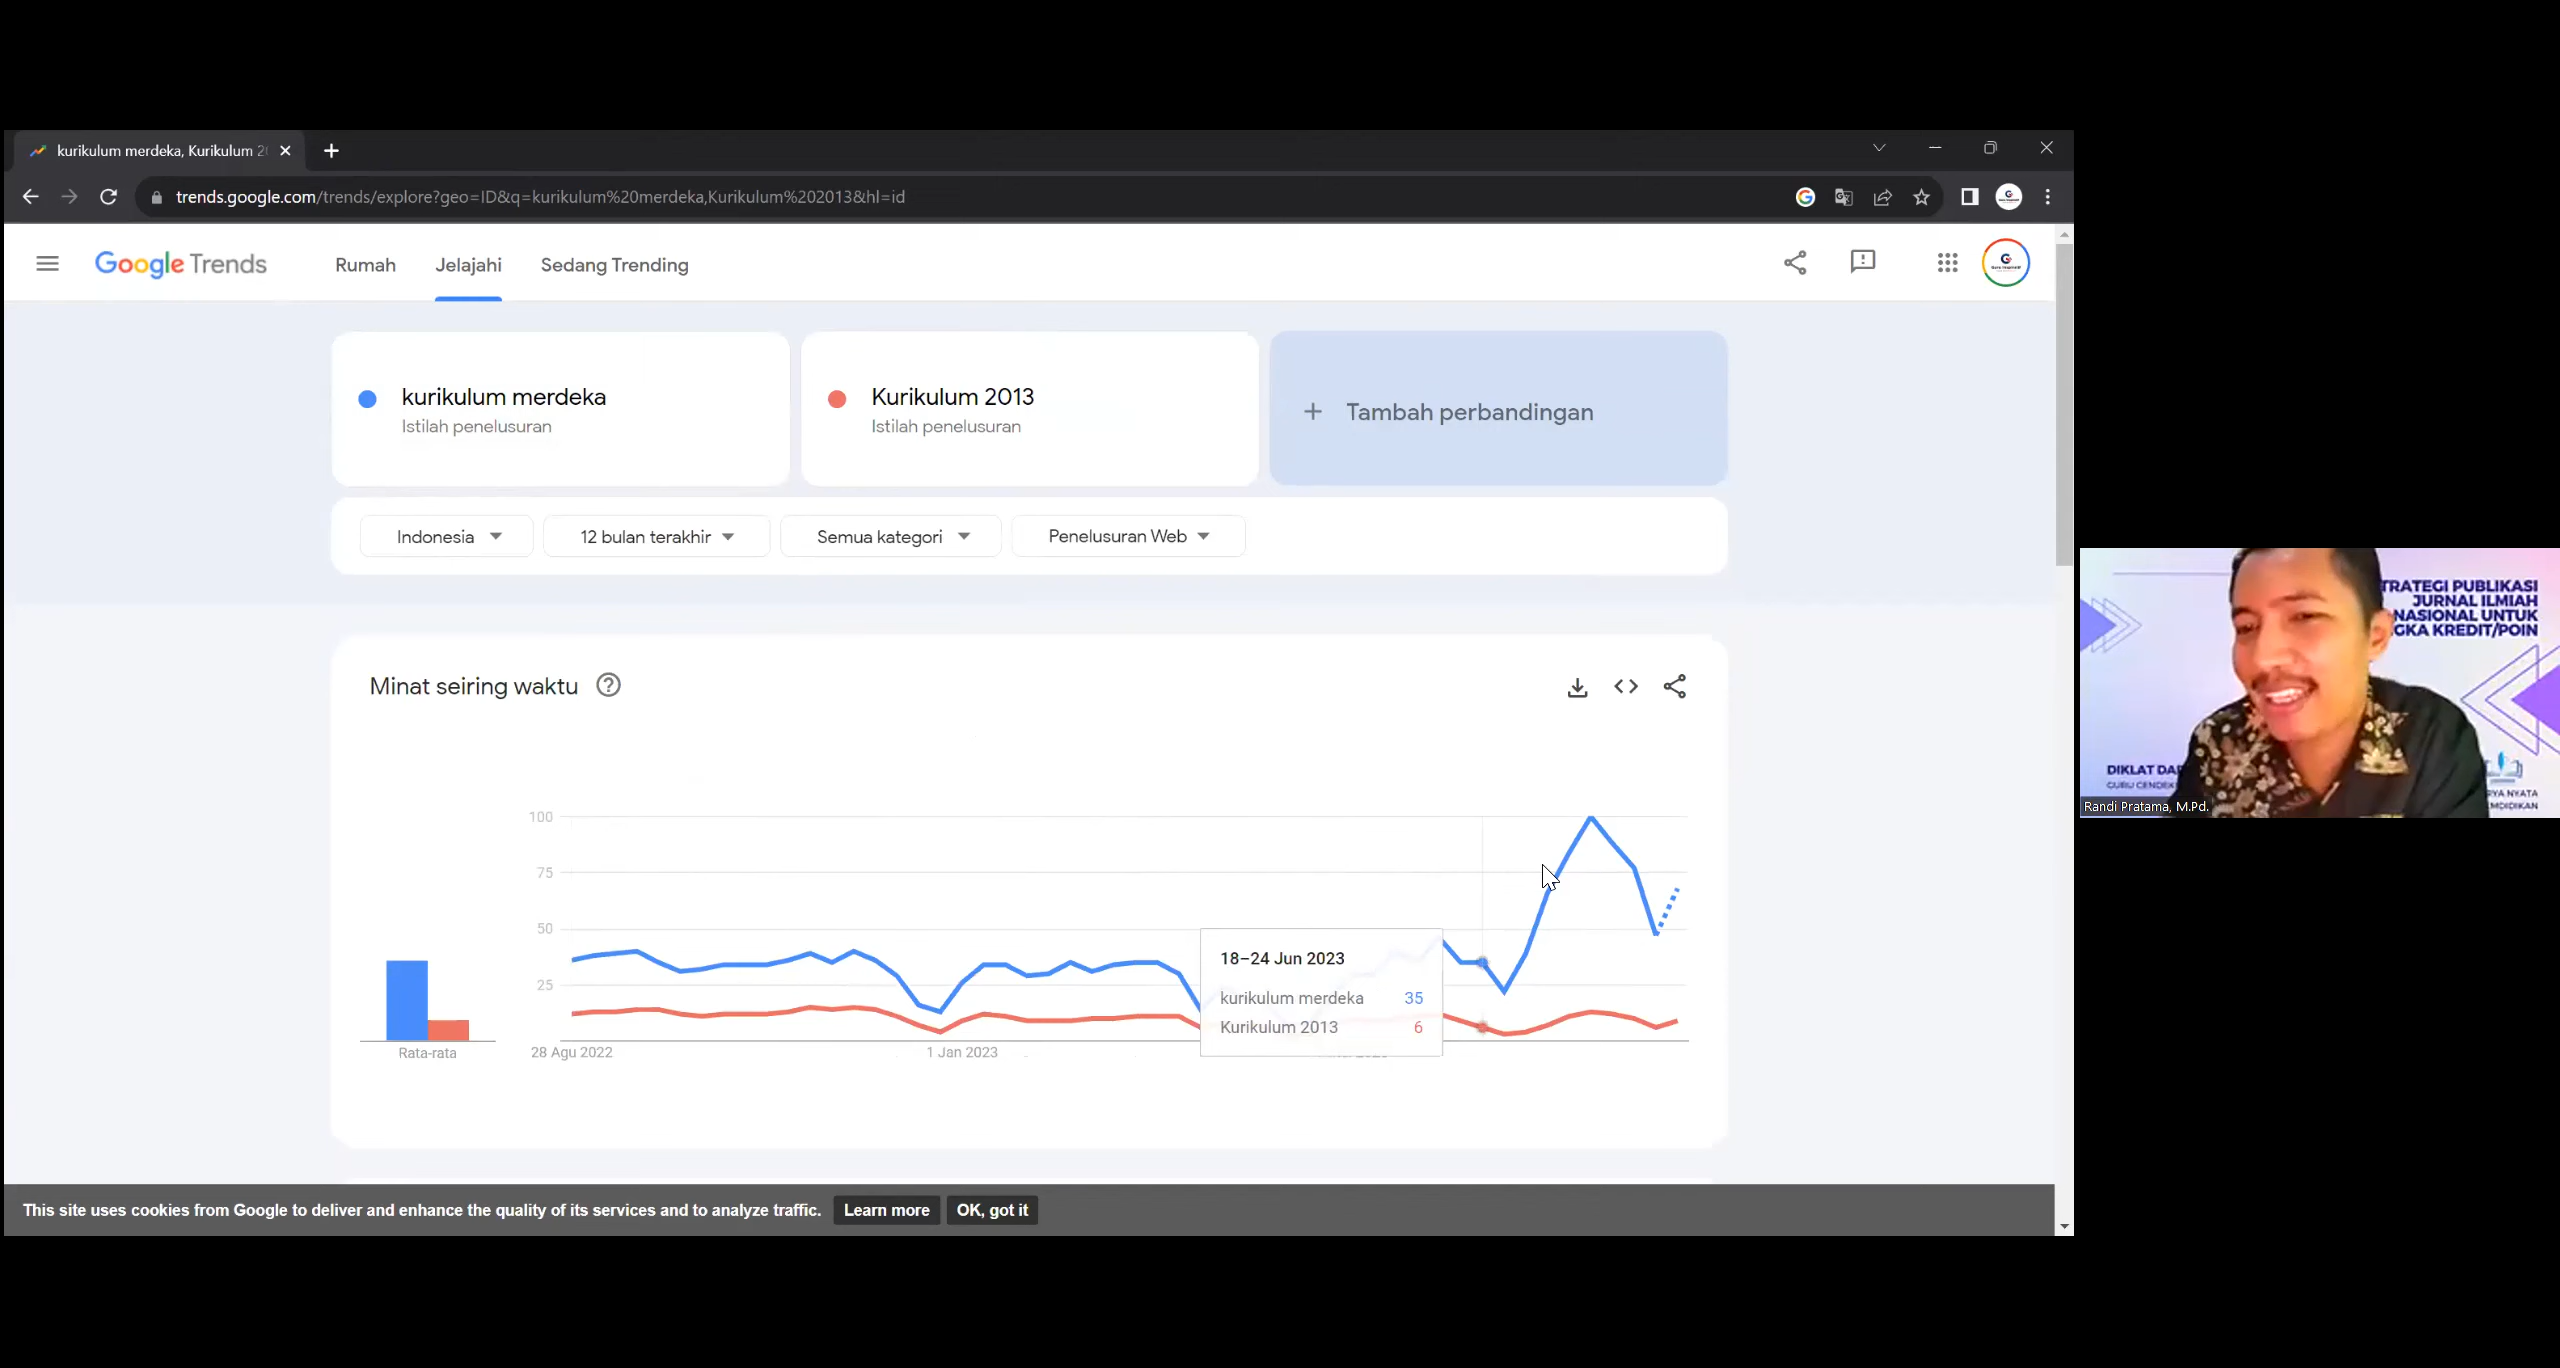 kurikulum merdeka, Kurikulum 2
trends.google.com/trends/explore?geo=ID&q=kurikulum%20merdeka,Kurikulum%202013&hl=id
Google Trends
Rumah
Jelajahi
Sedang Trending
kurikulum merdeka
Istilah penelusuran
Kurikulum 2013
Istilah penelusuran
+ Tambah perbandingan
Indonesia
12 bulan terakhir
Semua kategori
Penelusuran Web
Minat seiring waktu
100
75
50
25
Rata-rata
28 Agu 2022
1 Jan 2023
18–24 Jun 2023
kurikulum merdeka 35
Kurikulum 2013 6
This site uses cookies from Google to deliver and enhance the quality of its services and to analyze traffic.
Learn more
OK, got it
TRATEGI PUBLIKASI
JURNAL ILMIAH
NASIONAL UNTUK
GKA KREDIT/POIN
DIKLAT DA
GURU CENDEK
RYA NYATA
Randi Pratama, M.Pd.